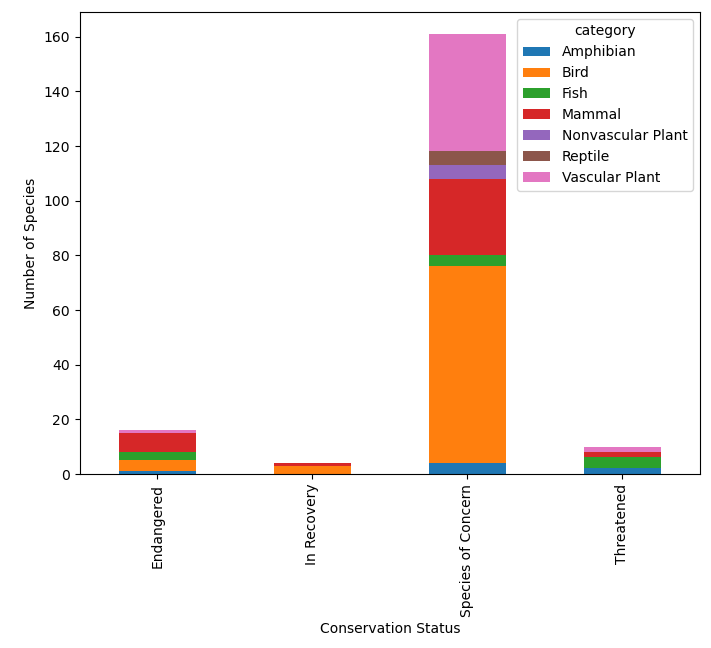 category
Amphibian
Bird
Fish
Mammal
Nonvascular Plant
Reptile
Vascular Plant
Number of Species
160
140
120
100
80
60
40
20
0
Endangered
In Recovery
Species of Concern
Threatened
Conservation Status